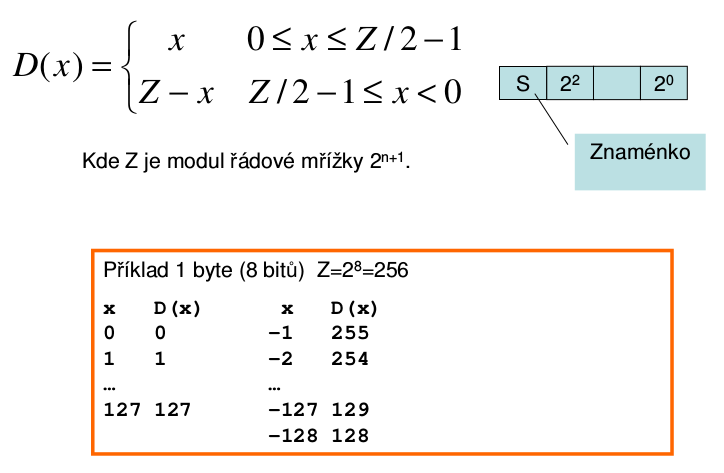 D(x) = { x 0 ≤ x ≤ Z / 2 − 1
Z − x Z / 2 − 1 ≤ x < 0
S 2² 2⁰
Znaménko
Kde Z je modul řádové mřížky 2ⁿ⁺¹.
Příklad 1 byte (8 bitů) Z=2⁸=256
x D(x) x D(x)
0 0 −1 255
1 1 −2 254
… …
127 127 −127 129
−128 128